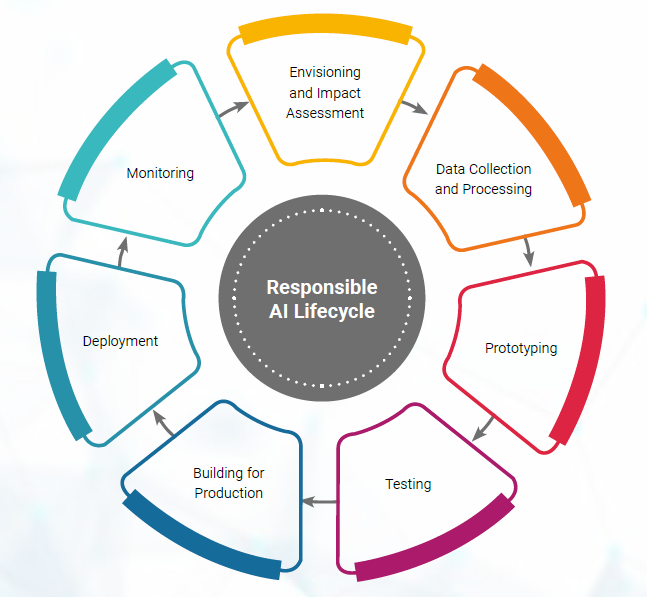 Envisioning
and Impact
Assessment
Data Collection
and Processing
Prototyping
Testing
Building for
Production
Deployment
Monitoring
Responsible
AI Lifecycle